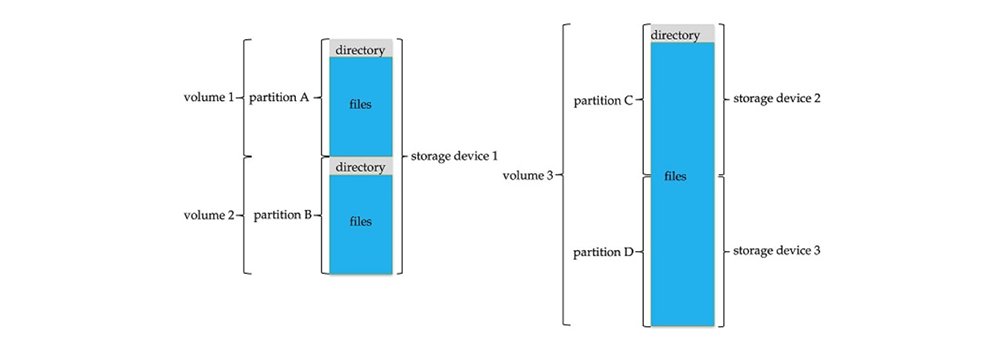 directory
volume 1
partition A
files
storage device 1
directory
volume 2
partition B
files
directory
partition C
storage device 2
volume 3
files
partition D
storage device 3